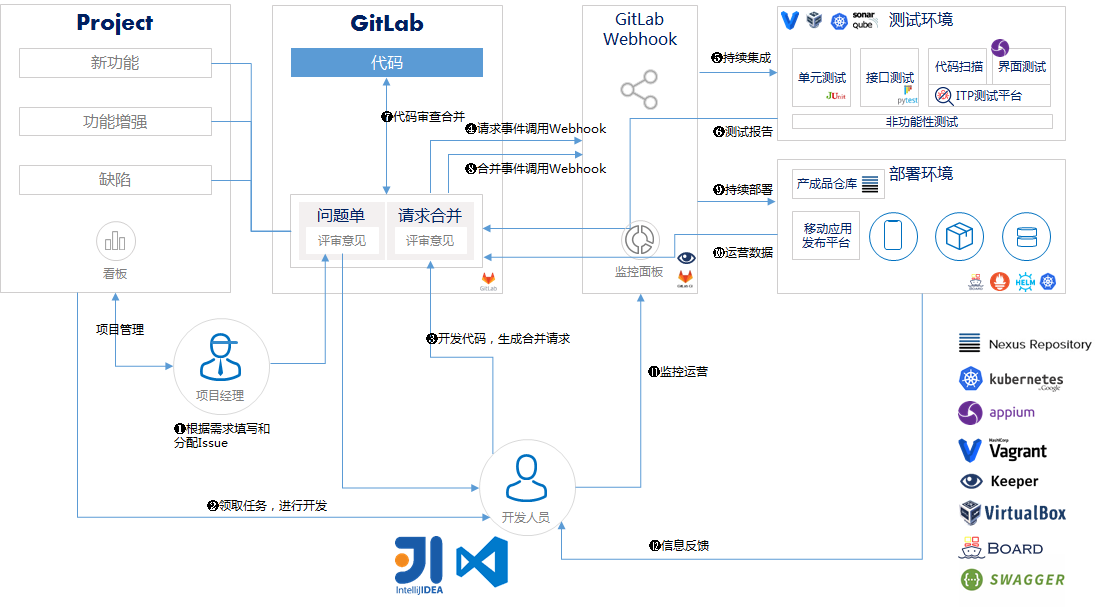 Project
新功能
功能增强
缺陷
看板
GitLab
代码
❼代码审查合并
❹请求事件调用Webhook
❽合并事件调用Webhook
问题单
评审意见
请求合并
评审意见
GitLab
GitLab
Webhook
监控面板
GitLab CI
❺持续集成
❻测试报告
❾持续部署
❿运营数据
sonar
qube
测试环境
单元测试
JUnit
接口测试
pytest
代码扫描
界面测试
ITP测试平台
非功能性测试
产成品仓库
部署环境
移动应用
发布平台
BOARD
HELM
项目管理
项目经理
❶根据需求填写和
分配Issue
❸开发代码，生成合并请求
⓫监控运营
❷领取任务，进行开发
开发人员
⓬信息反馈
IntelliJIDEA
Nexus Repository
kubernetes
by Google
appium
HashiCorp
Vagrant
Keeper
VirtualBox
BOARD
SWAGGER